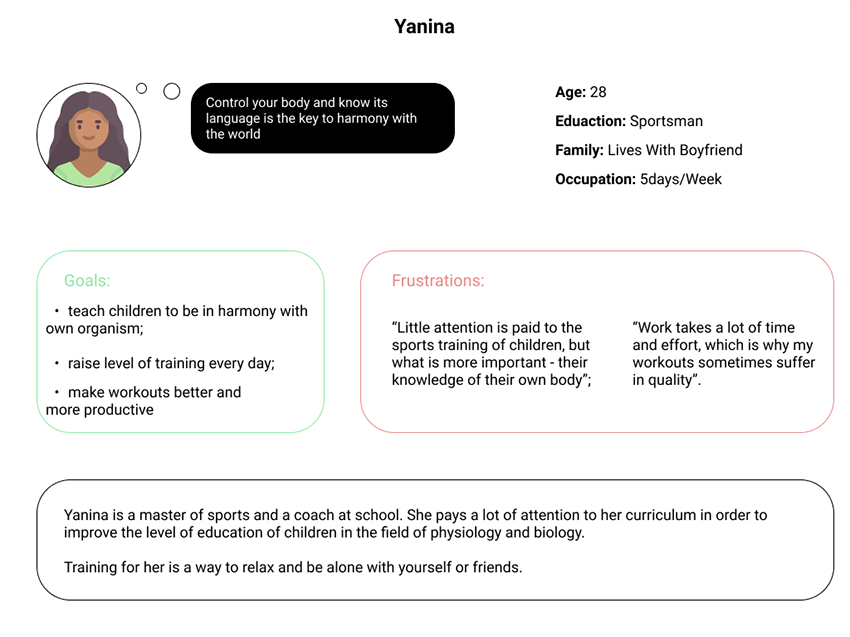 Yanina
Control your body and know its
language is the key to harmony with
the world
Age: 28
Eduaction: Sportsman
Family: Lives With Boyfriend
Occupation: 5days/Week
Goals:
• teach children to be in harmony with
own organism;
• raise level of training every day;
• make workouts better and
more productive
Frustrations:
“Little attention is paid to the
sports training of children, but
what is more important - their
knowledge of their own body”;
“Work takes a lot of time
and effort, which is why my
workouts sometimes suffer
in quality”.
Yanina is a master of sports and a coach at school. She pays a lot of attention to her curriculum in order to
improve the level of education of children in the field of physiology and biology.
Training for her is a way to relax and be alone with yourself or friends.